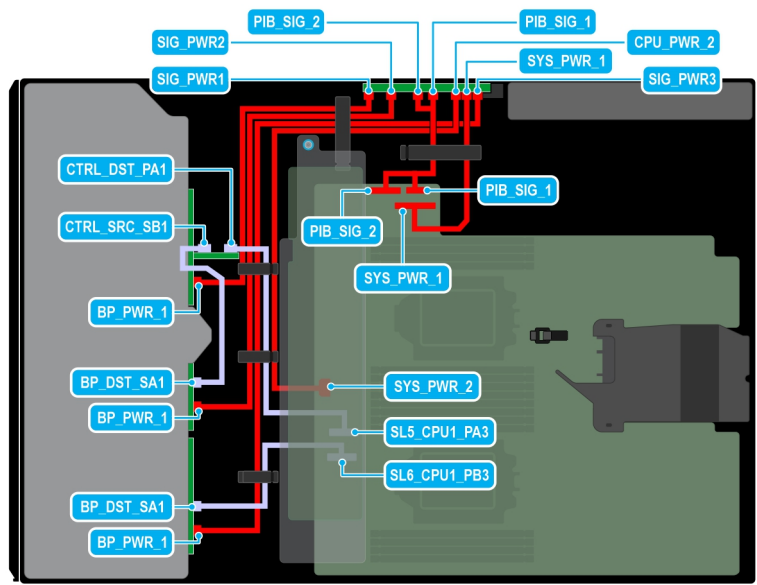 PIB_SIG_2
PIB_SIG_1
SIG_PWR2
CPU_PWR_2
SYS_PWR_1
SIG_PWR1
SIG_PWR3
CTRL_DST_PA1
PIB_SIG_1
CTRL_SRC_SB1
PIB_SIG_2
SYS_PWR_1
BP_PWR_1
BP_DST_SA1
SYS_PWR_2
BP_PWR_1
SL5_CPU1_PA3
SL6_CPU1_PB3
BP_DST_SA1
BP_PWR_1